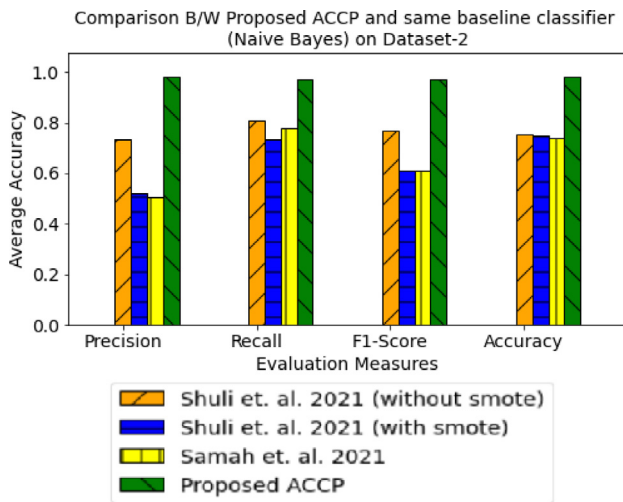 Comparison B/W Proposed ACCP and same baseline classifier
(Naive Bayes) on Dataset-2
Average Accuracy
1.0
0.8
0.6
0.4
0.2
0.0
Precision
Recall
F1-Score
Accuracy
Evaluation Measures
Shuli et. al. 2021 (without smote)
Shuli et. al. 2021 (with smote)
Samah et. al. 2021
Proposed ACCP